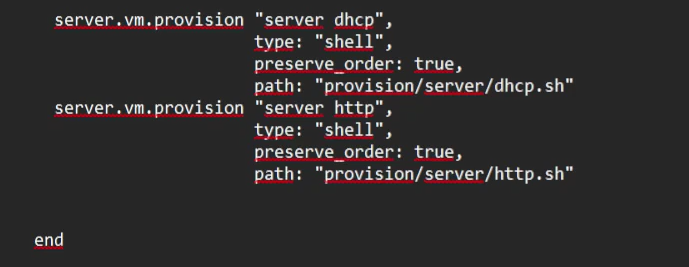 server.vm.provision "server dhcp",
type: "shell",
preserve_order: true,
path: "provision/server/dhcp.sh"
server.vm.provision "server http",
type: "shell",
preserve_order: true,
path: "provision/server/http.sh"
end